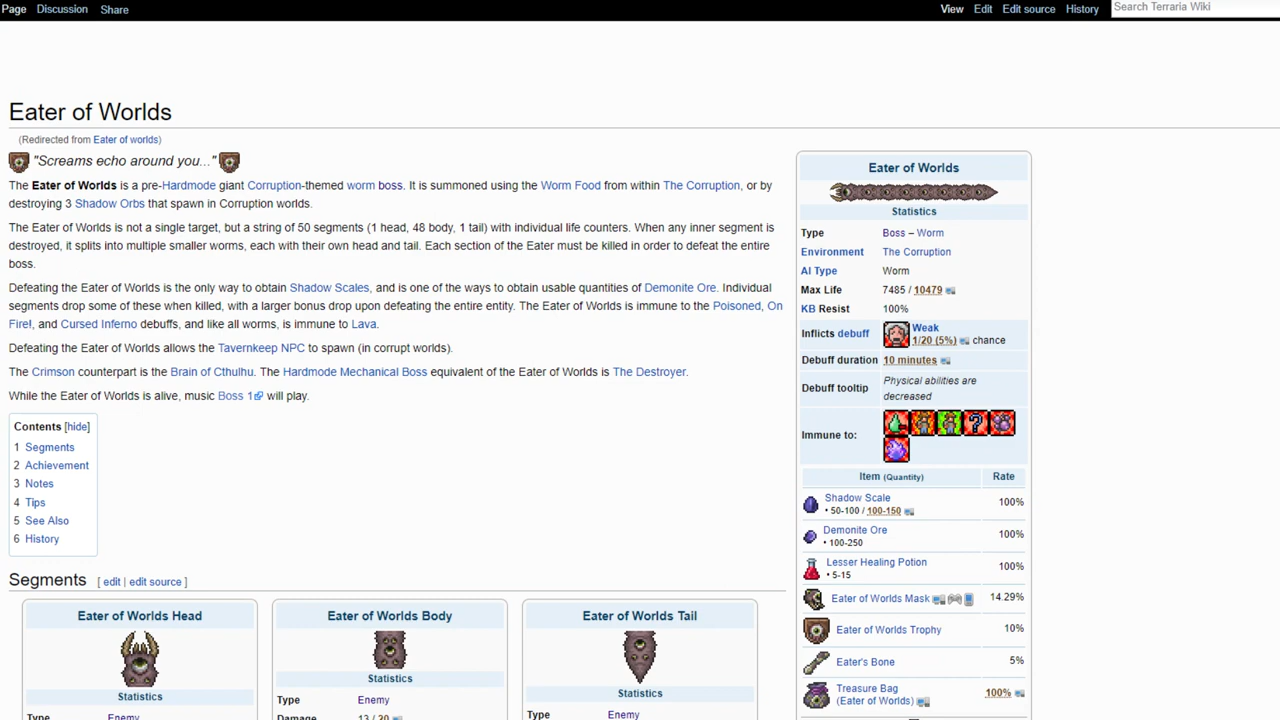 Page Discussion Share View Edit Edit source History Search Terraria Wiki
Eater of Worlds
(Redirected from Eater of worlds)
"Screams echo around you..."
The Eater of Worlds is a pre-Hardmode giant Corruption-themed worm boss. It is summoned using the Worm Food from within The Corruption, or by
destroying 3 Shadow Orbs that spawn in Corruption worlds.
The Eater of Worlds is not a single target, but a string of 50 segments (1 head, 48 body, 1 tail) with individual life counters. When any inner segment is
destroyed, it splits into multiple smaller worms, each with their own head and tail. Each section of the Eater must be killed in order to defeat the entire
boss.
Defeating the Eater of Worlds is the only way to obtain Shadow Scales, and is one of the ways to obtain usable quantities of Demonite Ore. Individual
segments drop some of these when killed, with a larger bonus drop upon defeating the entire entity. The Eater of Worlds is immune to the Poisoned, On
Fire!, and Cursed Inferno debuffs, and like all worms, is immune to Lava.
Defeating the Eater of Worlds allows the Tavernkeep NPC to spawn (in corrupt worlds).
The Crimson counterpart is the Brain of Cthulhu. The Hardmode Mechanical Boss equivalent of the Eater of Worlds is The Destroyer.
While the Eater of Worlds is alive, music Boss 1 will play.
Contents [hide]
1 Segments
2 Achievement
3 Notes
4 Tips
5 See Also
6 History
Segments [ edit | edit source ]
Eater of Worlds Head
Statistics
Type Enemy
Eater of Worlds Body
Statistics
Type Enemy
Damage 13 / 20
Eater of Worlds Tail
Statistics
Type Enemy
Eater of Worlds
Statistics
Type Boss – Worm
Environment The Corruption
AI Type Worm
Max Life 7485 / 10479
KB Resist 100%
Inflicts debuff Weak
1/20 (5%) chance
Debuff duration 10 minutes
Debuff tooltip Physical abilities are
decreased
Immune to: ?
Item (Quantity) Rate
Shadow Scale 100%
• 50-100 / 100-150
Demonite Ore 100%
• 100-250
Lesser Healing Potion 100%
• 5-15
Eater of Worlds Mask 14.29%
Eater of Worlds Trophy 10%
Eater's Bone 5%
Treasure Bag 100%
(Eater of Worlds)